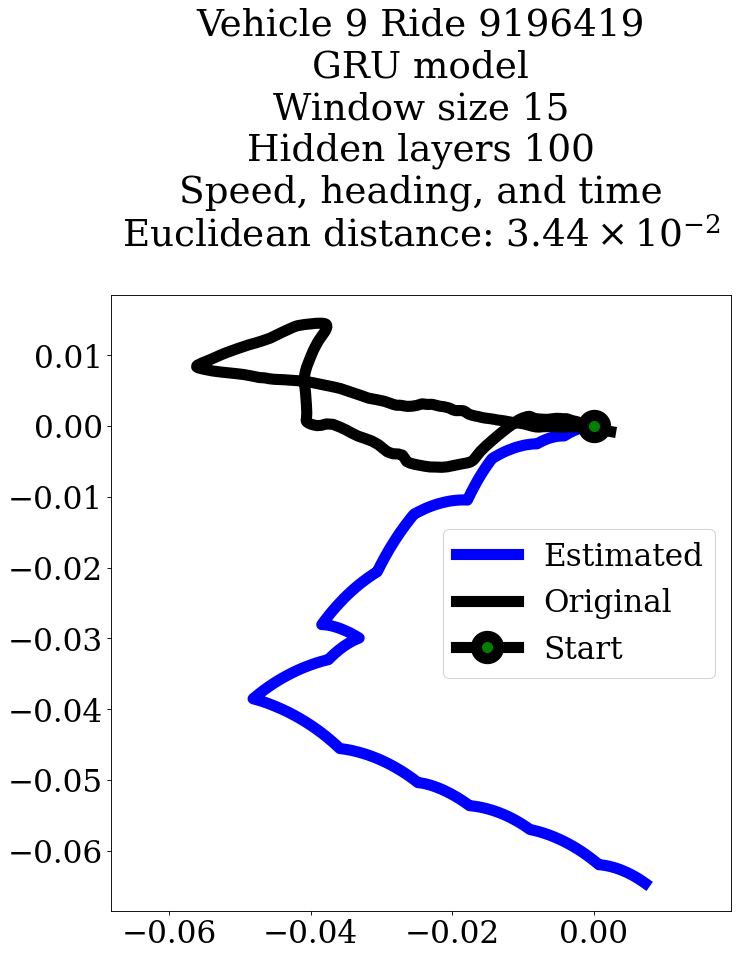 Vehicle 9 Ride 9196419
GRU model
Window size 15
Hidden layers 100
Speed, heading, and time
Euclidean distance: 3.44 × 10⁻²
0.01
0.00
−0.01
−0.02
−0.03
−0.04
−0.05
−0.06
Estimated
Original
Start
−0.06 −0.04 −0.02 0.00